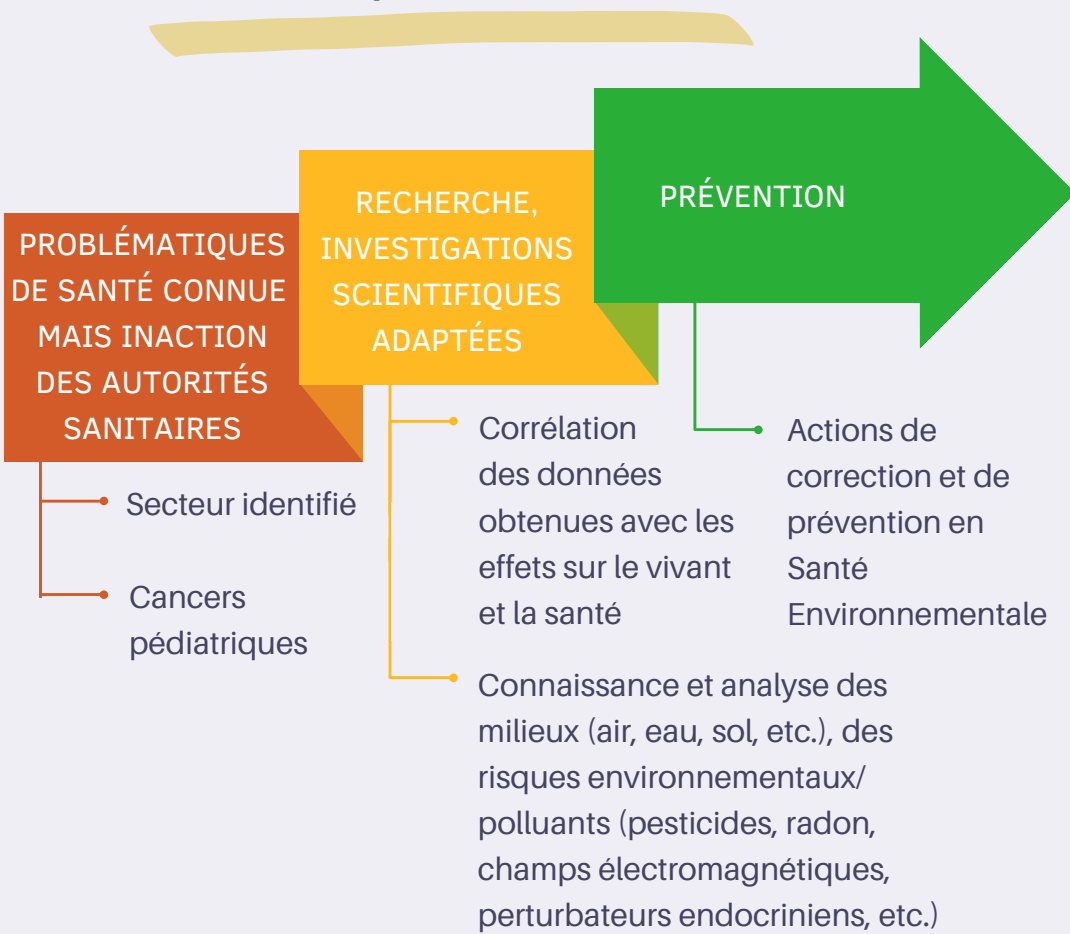 PROBLÉMATIQUES
DE SANTÉ CONNUE
MAIS INACTION
DES AUTORITÉS
SANITAIRES
Secteur identifié
Cancers
pédiatriques
RECHERCHE,
INVESTIGATIONS
SCIENTIFIQUES
ADAPTÉES
Corrélation
des données
obtenues avec les
effets sur le vivant
et la santé
Connaissance et analyse des
milieux (air, eau, sol, etc.), des
risques environnementaux/
polluants (pesticides, radon,
champs électromagnétiques,
perturbateurs endocriniens, etc.)
PRÉVENTION
Actions de
correction et de
prévention en
Santé
Environnementale